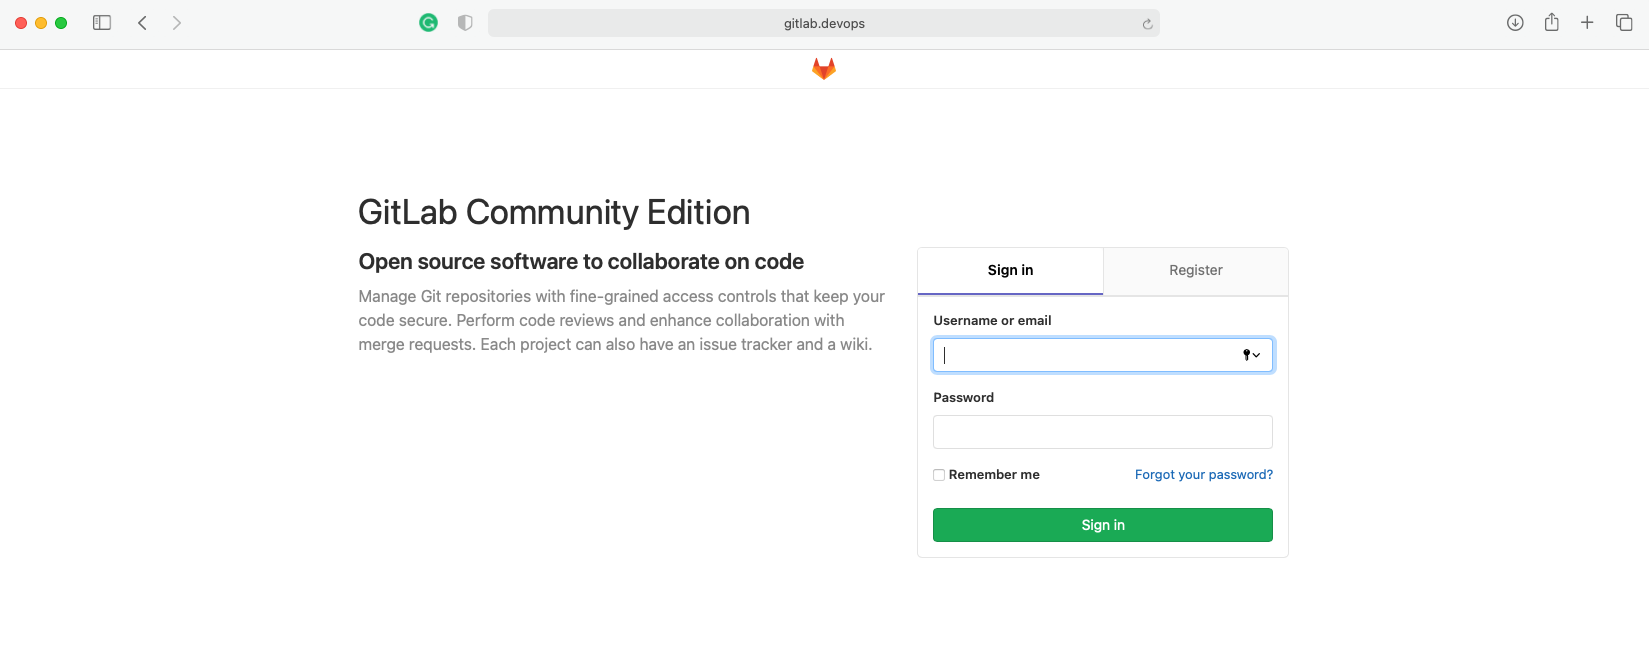 gitlab.devops
GitLab Community Edition
Open source software to collaborate on code
Manage Git repositories with fine-grained access controls that keep your
code secure. Perform code reviews and enhance collaboration with
merge requests. Each project can also have an issue tracker and a wiki.
Sign in
Register
Username or email
Password
Remember me
Forgot your password?
Sign in